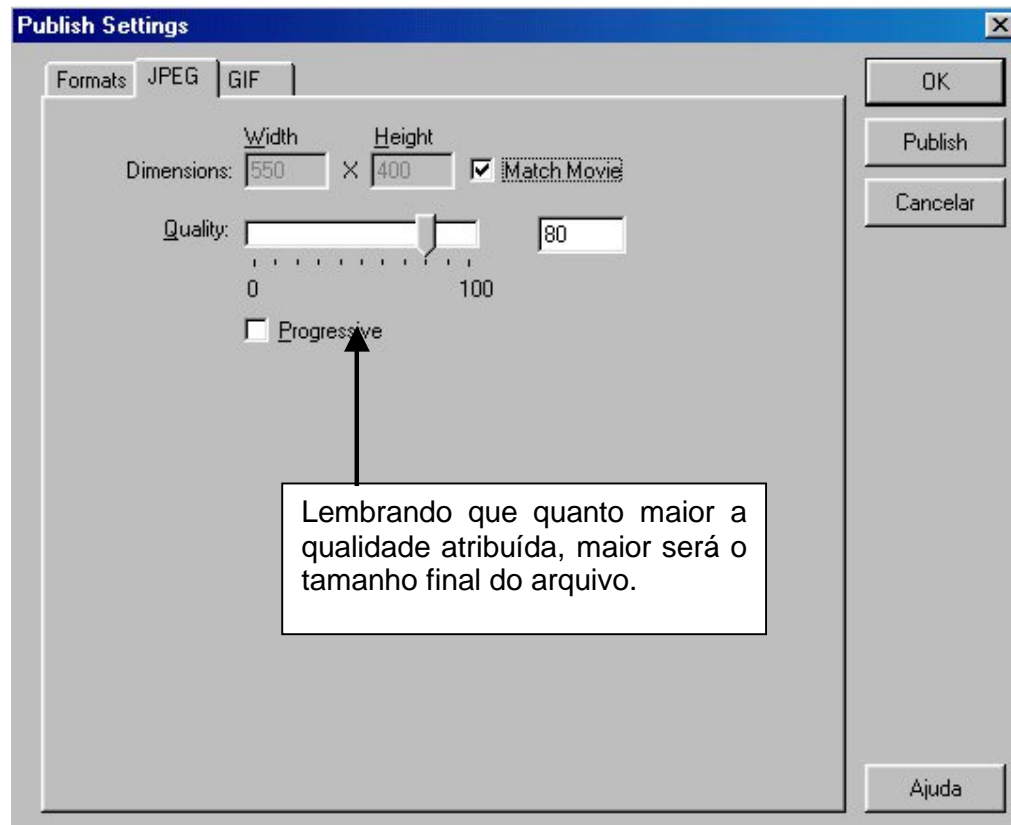 Publish Settings
Formats JPEG GIF
OK
Publish
Cancelar
Width Height
Dimensions: 550 X 400 Match Movie
Quality: 80
0 100
Progressive
Lembrando que quanto maior a
qualidade atribuída, maior será o
tamanho final do arquivo.
Ajuda